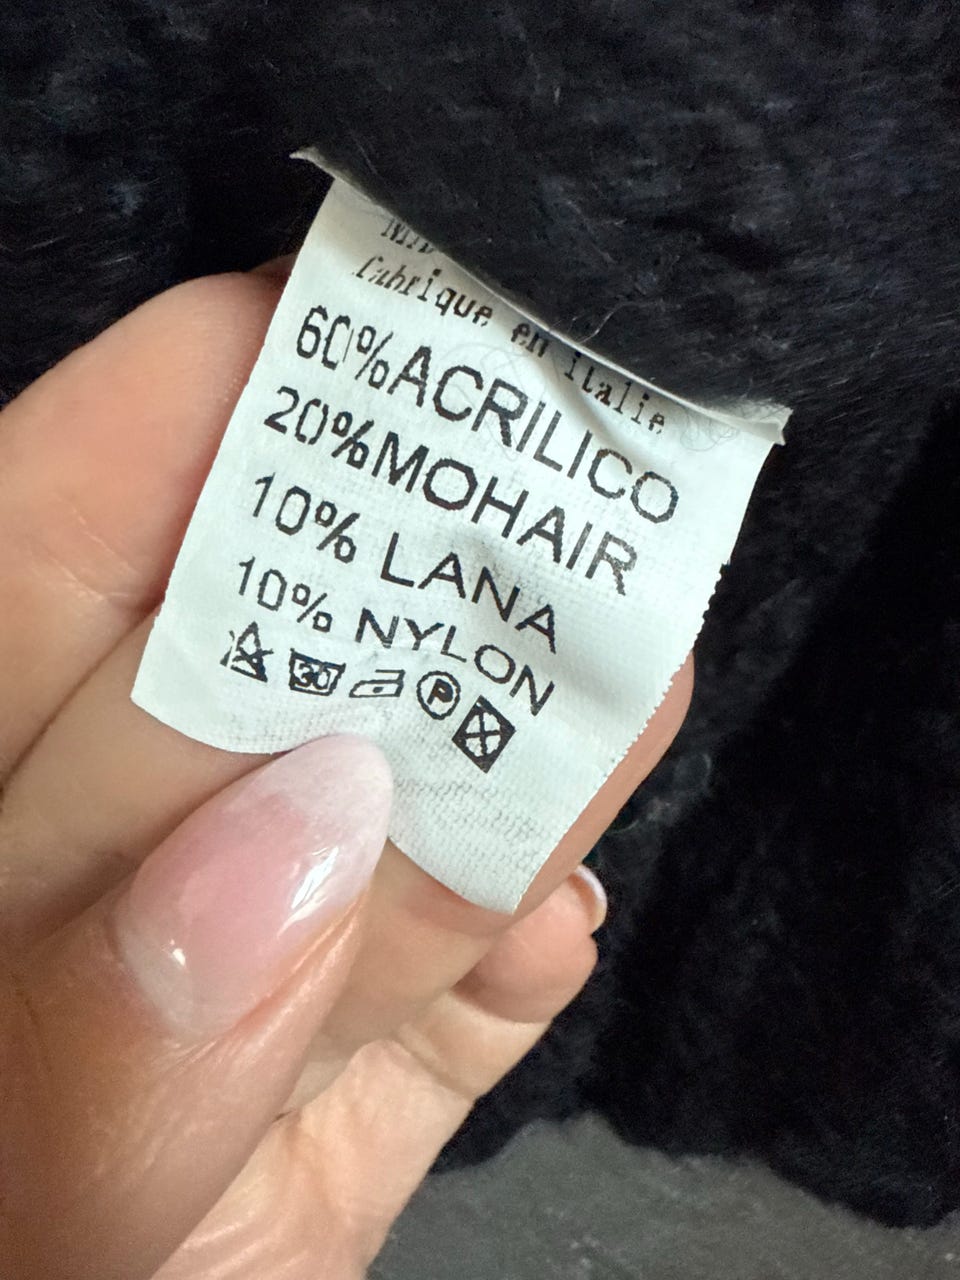 fabrique en italie
60%ACRILICO
20%MOHAIR
10% LANA
10% NYLON
30
P